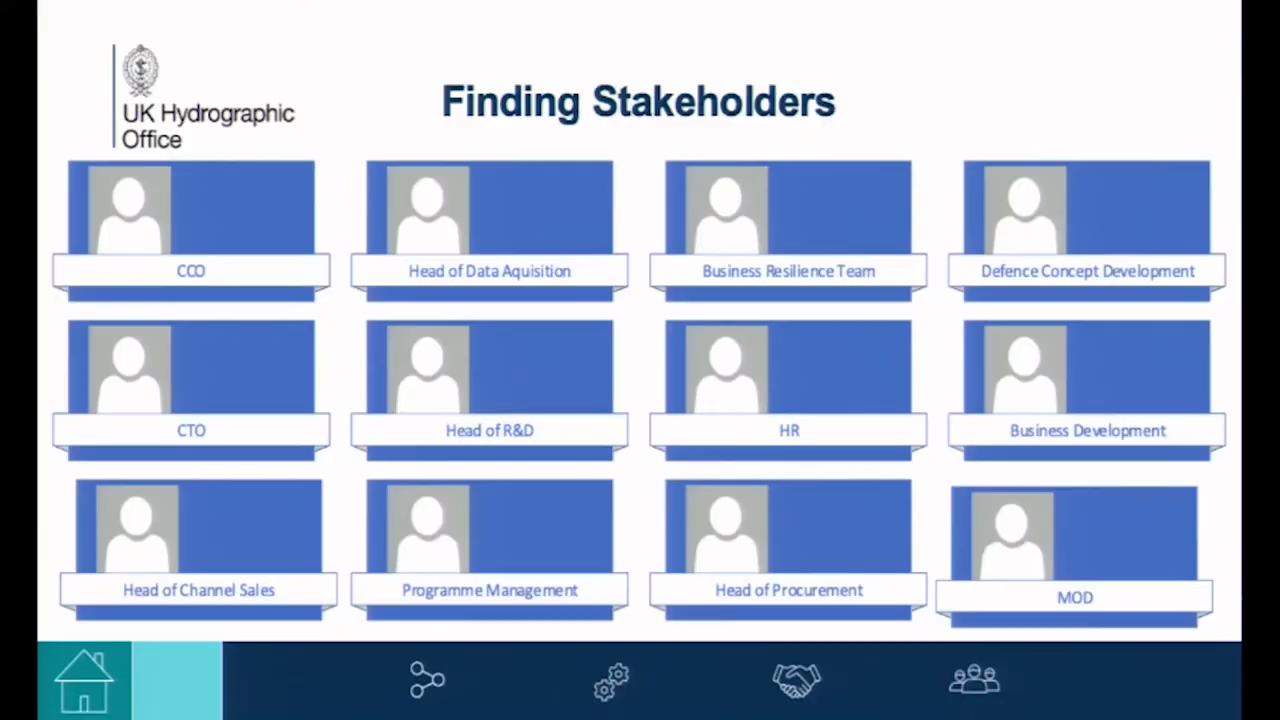 UK Hydrographic
Office
Finding Stakeholders
CCO
Head of Data Aquisition
Business Resilience Team
Defence Concept Development
CTO
Head of R&D
HR
Business Development
Head of Channel Sales
Programme Management
Head of Procurement
MOD